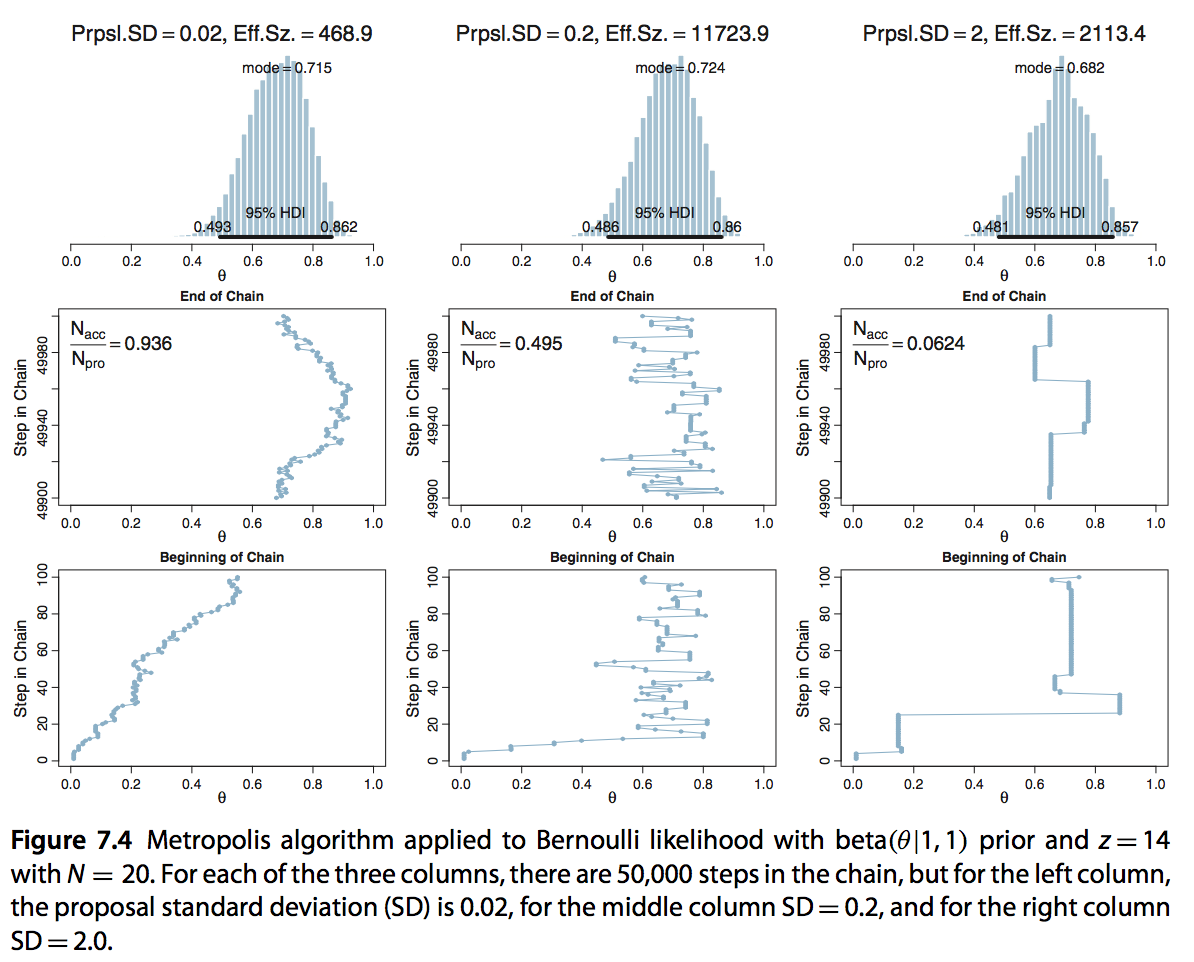 Prpsl.SD = 0.02, Eff.Sz. = 468.9
mode = 0.715
95% HDI
0.493 0.862
0.0 0.2 0.4 0.6 0.8 1.0
θ
Prpsl.SD = 0.2, Eff.Sz. = 11723.9
mode = 0.724
95% HDI
0.486 0.86
0.0 0.2 0.4 0.6 0.8 1.0
θ
Prpsl.SD = 2, Eff.Sz. = 2113.4
mode = 0.682
95% HDI
0.481 0.857
0.0 0.2 0.4 0.6 0.8 1.0
θ
End of Chain
Nacc
Npro
= 0.936
Step in Chain
49900 49940 49980
0.0 0.2 0.4 0.6 0.8 1.0
θ
End of Chain
Nacc
Npro
= 0.495
Step in Chain
49900 49940 49980
0.0 0.2 0.4 0.6 0.8 1.0
θ
End of Chain
Nacc
Npro
= 0.0624
Step in Chain
49900 49940 49980
0.0 0.2 0.4 0.6 0.8 1.0
θ
Beginning of Chain
Step in Chain
0 20 40 60 80 100
0.0 0.2 0.4 0.6 0.8 1.0
θ
Beginning of Chain
Step in Chain
0 20 40 60 80 100
0.0 0.2 0.4 0.6 0.8 1.0
θ
Beginning of Chain
Step in Chain
0 20 40 60 80 100
0.0 0.2 0.4 0.6 0.8 1.0
θ
Figure 7.4 Metropolis algorithm applied to Bernoulli likelihood with beta(θ|1, 1) prior and z = 14
with N = 20. For each of the three columns, there are 50,000 steps in the chain, but for the left column,
the proposal standard deviation (SD) is 0.02, for the middle column SD = 0.2, and for the right column
SD = 2.0.